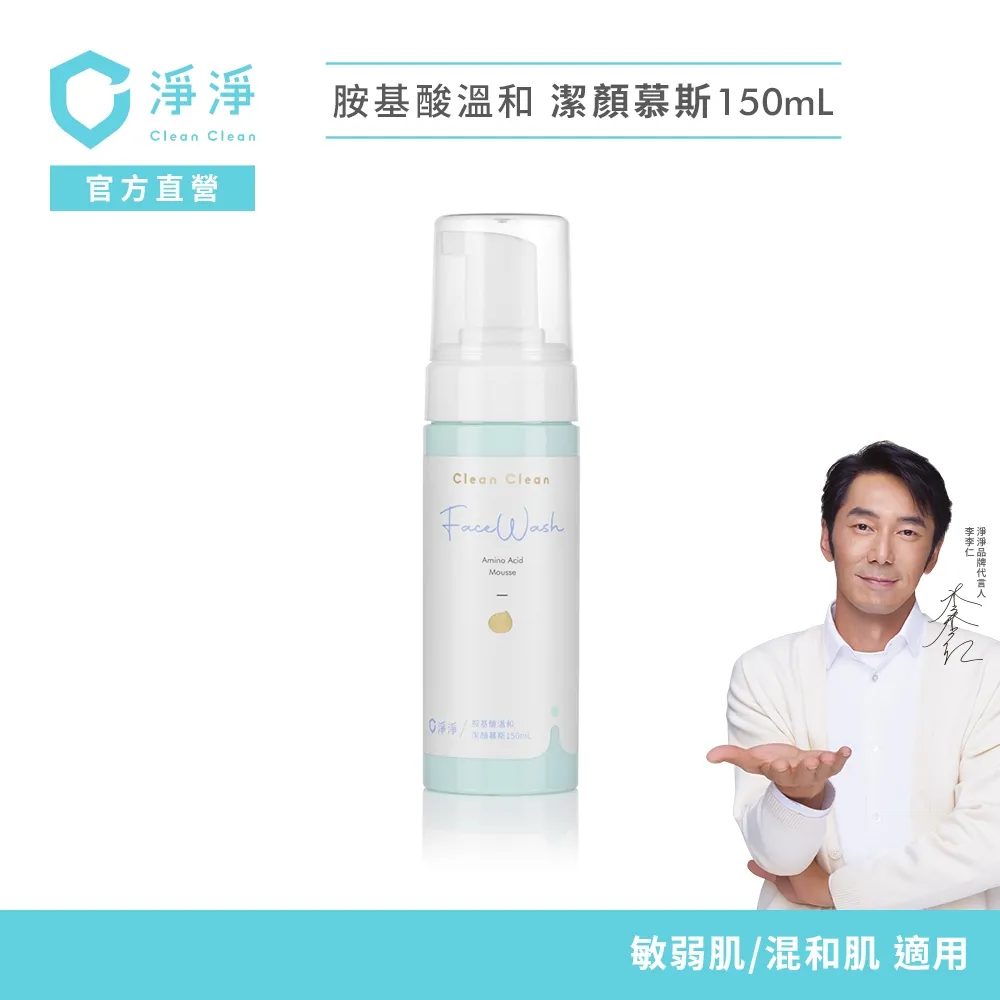 淨淨
Clean Clean
官方直營
胺基酸溫和 潔顏慕斯150mL
Clean Clean
FaceWash
Amino Acid
Mousse
淨淨
胺基酸溫和
潔顏慕斯150mL
淨淨品牌代言人
李李仁
敏弱肌/混和肌 適用